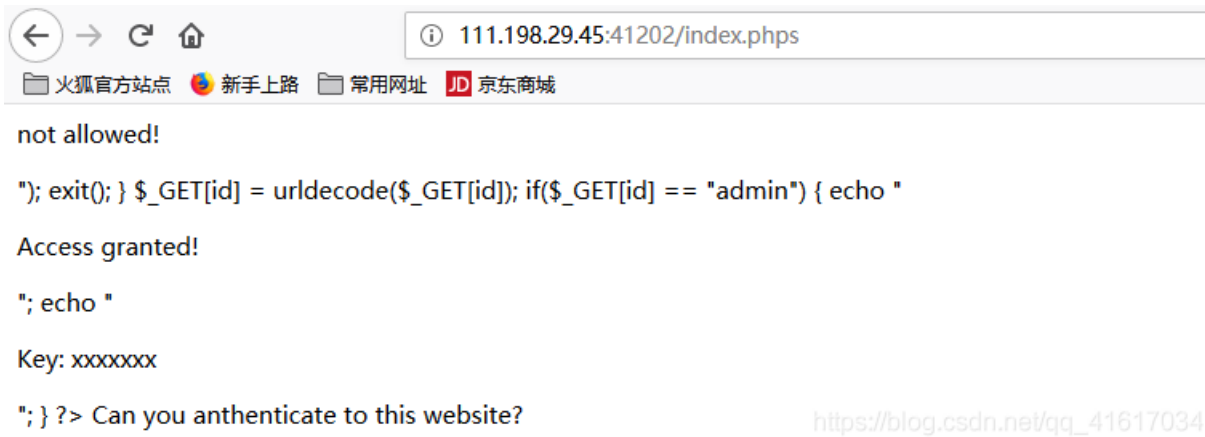 111.198.29.45:41202/index.phps
火狐官方站点 新手上路 常用网址 JD 京东商城
not allowed!
"); exit(); } $_GET[id] = urldecode($_GET[id]); if($_GET[id] == "admin") { echo "
Access granted!
"; echo "
Key: xxxxxxx
"; } ?> Can you anthenticate to this website?
https://blog.csdn.net/qq_41617034